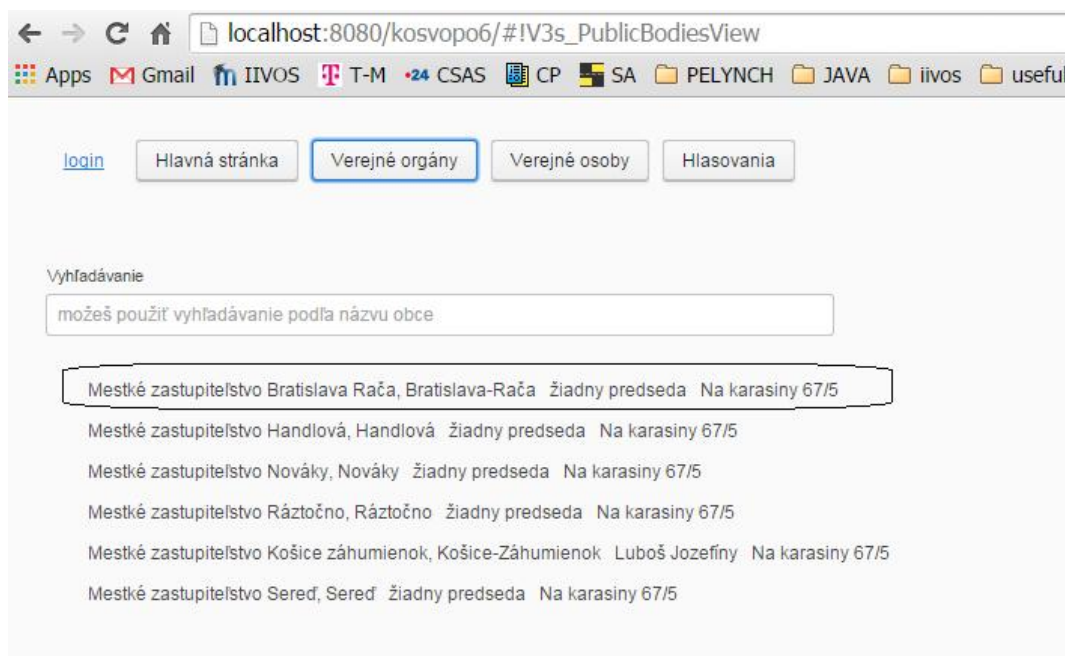 localhost:8080/kosvopo6/#!V3s_PublicBodiesView
Apps Gmail IIVOS T-M 24 CSAS CP SA PELYNCH JAVA iivos useful
login Hlavná stránka Verejné orgány Verejné osoby Hlasovania
Vyhľadávanie
možeš použiť vyhľadávanie podľa názvu obce
Mestké zastupiteľstvo Bratislava Rača, Bratislava-Rača žiadny predseda Na karasiny 67/5
Mestké zastupiteľstvo Handlová, Handlová žiadny predseda Na karasiny 67/5
Mestké zastupiteľstvo Nováky, Nováky žiadny predseda Na karasiny 67/5
Mestké zastupiteľstvo Ráztočno, Ráztočno žiadny predseda Na karasiny 67/5
Mestké zastupiteľstvo Košice záhumienok, Košice-Záhumienok Luboš Jozefíny Na karasiny 67/5
Mestké zastupiteľstvo Sereď, Sereď žiadny predseda Na karasiny 67/5